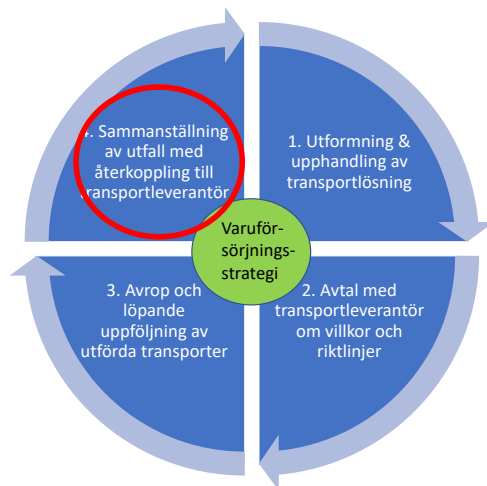 4. Sammanställning
av utfall med
återkoppling till
transportleverantör
1. Utformning &
upphandling av
transportlösning
Varuför-
sörjnings-
strategi
3. Avrop och
löpande
uppföljning av
utförda transporter
2. Avtal med
transportleverantör
om villkor och
riktlinjer